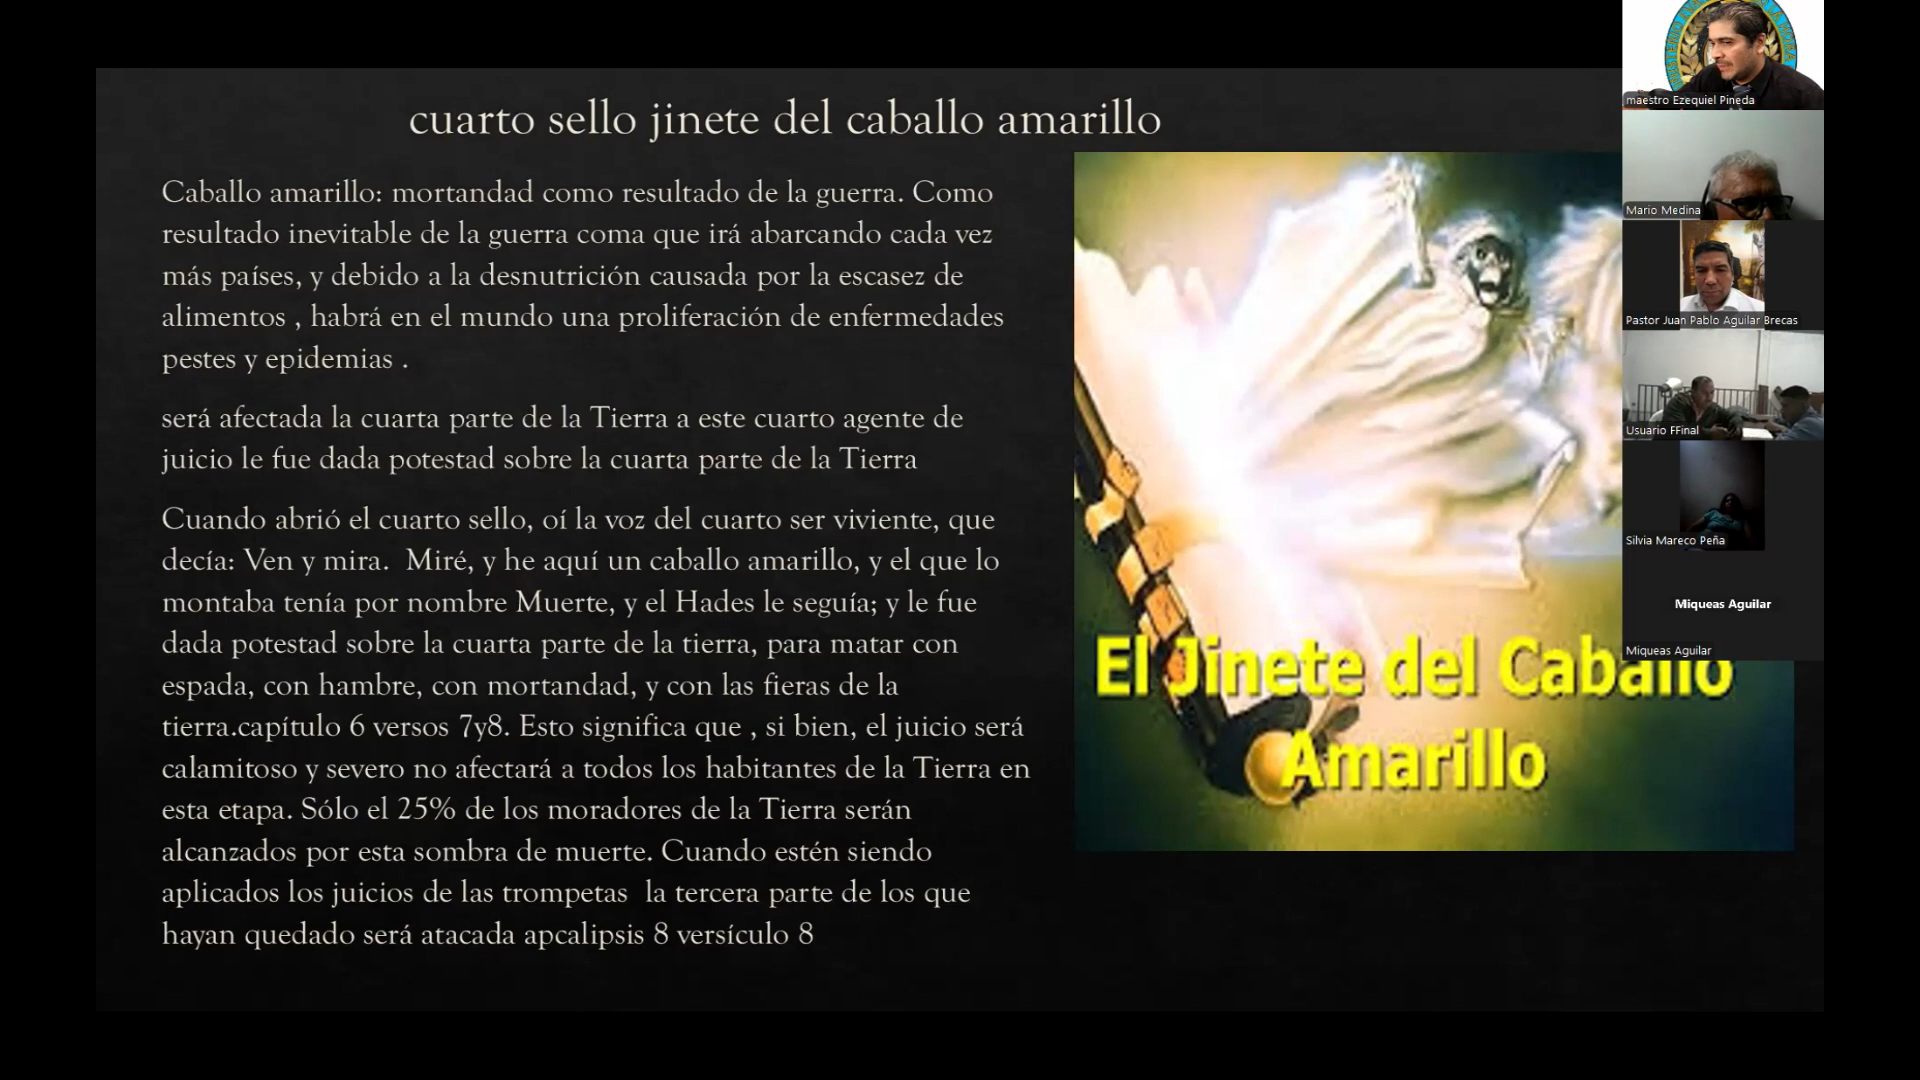 cuarto sello jinete del caballo amarillo
Caballo amarillo: mortandad como resultado de la guerra. Como
resultado inevitable de la guerra coma que irá abarcando cada vez
más países, y debido a la desnutrición causada por la escasez de
alimentos , habrá en el mundo una proliferación de enfermedades
pestes y epidemias .
será afectada la cuarta parte de la Tierra a este cuarto agente de
juicio le fue dada potestad sobre la cuarta parte de la Tierra
Cuando abrió el cuarto sello, oí la voz del cuarto ser viviente, que
decía: Ven y mira.  Miré, y he aquí un caballo amarillo, y el que lo
montaba tenía por nombre Muerte, y el Hades le seguía; y le fue
dada potestad sobre la cuarta parte de la tierra, para matar con
espada, con hambre, con mortandad, y con las fieras de la
tierra.capítulo 6 versos 7y8. Esto significa que , si bien, el juicio será
calamitoso y severo no afectará a todos los habitantes de la Tierra en
esta etapa. Sólo el 25% de los moradores de la Tierra serán
alcanzados por esta sombra de muerte. Cuando estén siendo
aplicados los juicios de las trompetas  la tercera parte de los que
hayan quedado será atacada apcalipsis 8 versículo 8
El Jinete del Caballo
Amarillo
maestro Ezequiel Pineda
Mario Medina
Pastor Juan Pablo Aguilar Brecas
Usuario FFinal
Silvia Mareco Peña
Miqueas Aguilar
Miqueas Aguilar